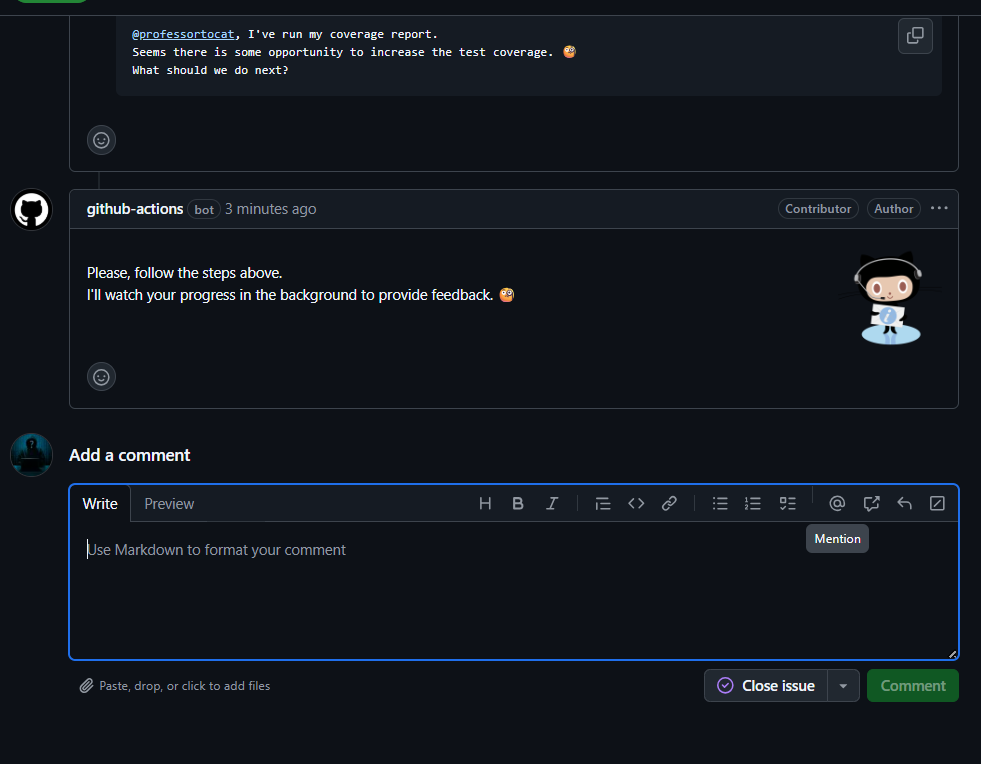 @professortocat, I've run my coverage report.
Seems there is some opportunity to increase the test coverage. 🧐
What should we do next?
github-actions bot 3 minutes ago Contributor Author
Please, follow the steps above.
I'll watch your progress in the background to provide feedback. 🧐
Add a comment
Write Preview
Mention
Use Markdown to format your comment
Paste, drop, or click to add files
Close issue
Comment